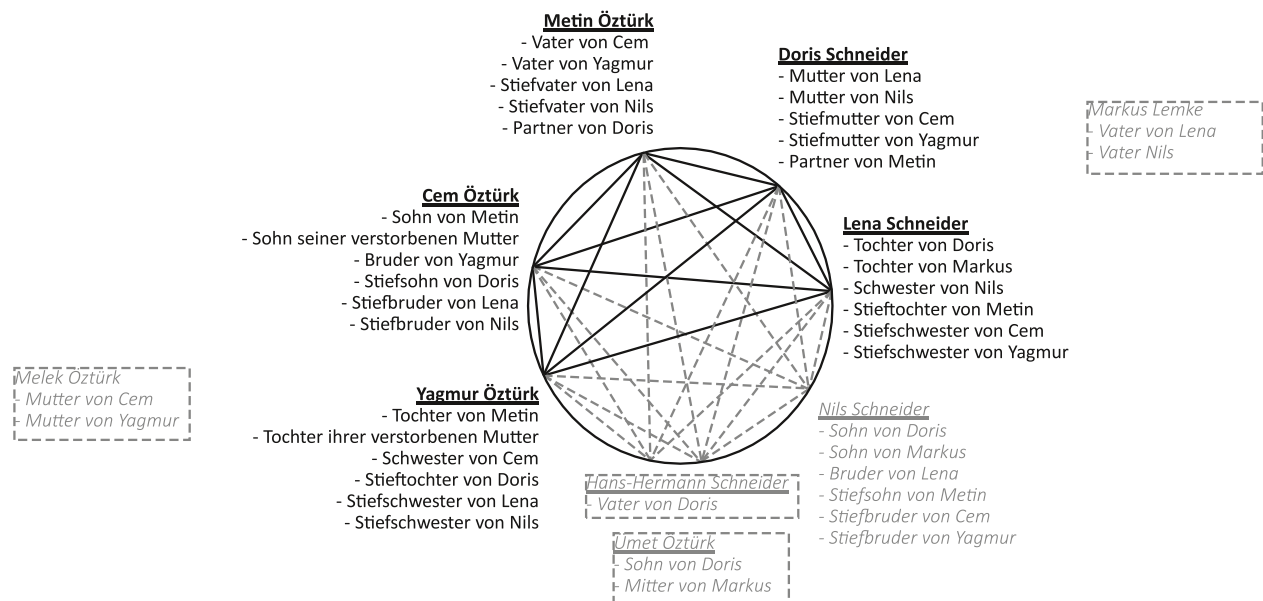 Metin Öztürk
- Vater von Cem
- Vater von Yagmur
- Stiefvater von Lena
- Stiefvater von Nils
- Partner von Doris
Doris Schneider
- Mutter von Lena
- Mutter von Nils
- Stiefmutter von Cem
- Stiefmutter von Yagmur
- Partner von Metin
Markus Lemke
- Vater von Lena
- Vater Nils
Cem Öztürk
- Sohn von Metin
- Sohn seiner verstorbenen Mutter
- Bruder von Yagmur
- Stiefsohn von Doris
- Stiefbruder von Lena
- Stiefbruder von Nils
Lena Schneider
- Tochter von Doris
- Tochter von Markus
- Schwester von Nils
- Stieftochter von Metin
- Stiefschwester von Cem
- Stiefschwester von Yagmur
Melek Öztürk
- Mutter von Cem
- Mutter von Yagmur
Yagmur Öztürk
- Tochter von Metin
- Tochter ihrer verstorbenen Mutter
- Schwester von Cem
- Stieftochter von Doris
- Stiefschwester von Lena
- Stiefschwester von Nils
Nils Schneider
- Sohn von Doris
- Sohn von Markus
- Bruder von Lena
- Stiefsohn von Metin
- Stiefbruder von Cem
- Stiefbruder von Yagmur
Hans-Hermann Schneider
- Vater von Doris
Umet Öztürk
- Sohn von Doris
- Mitter von Markus